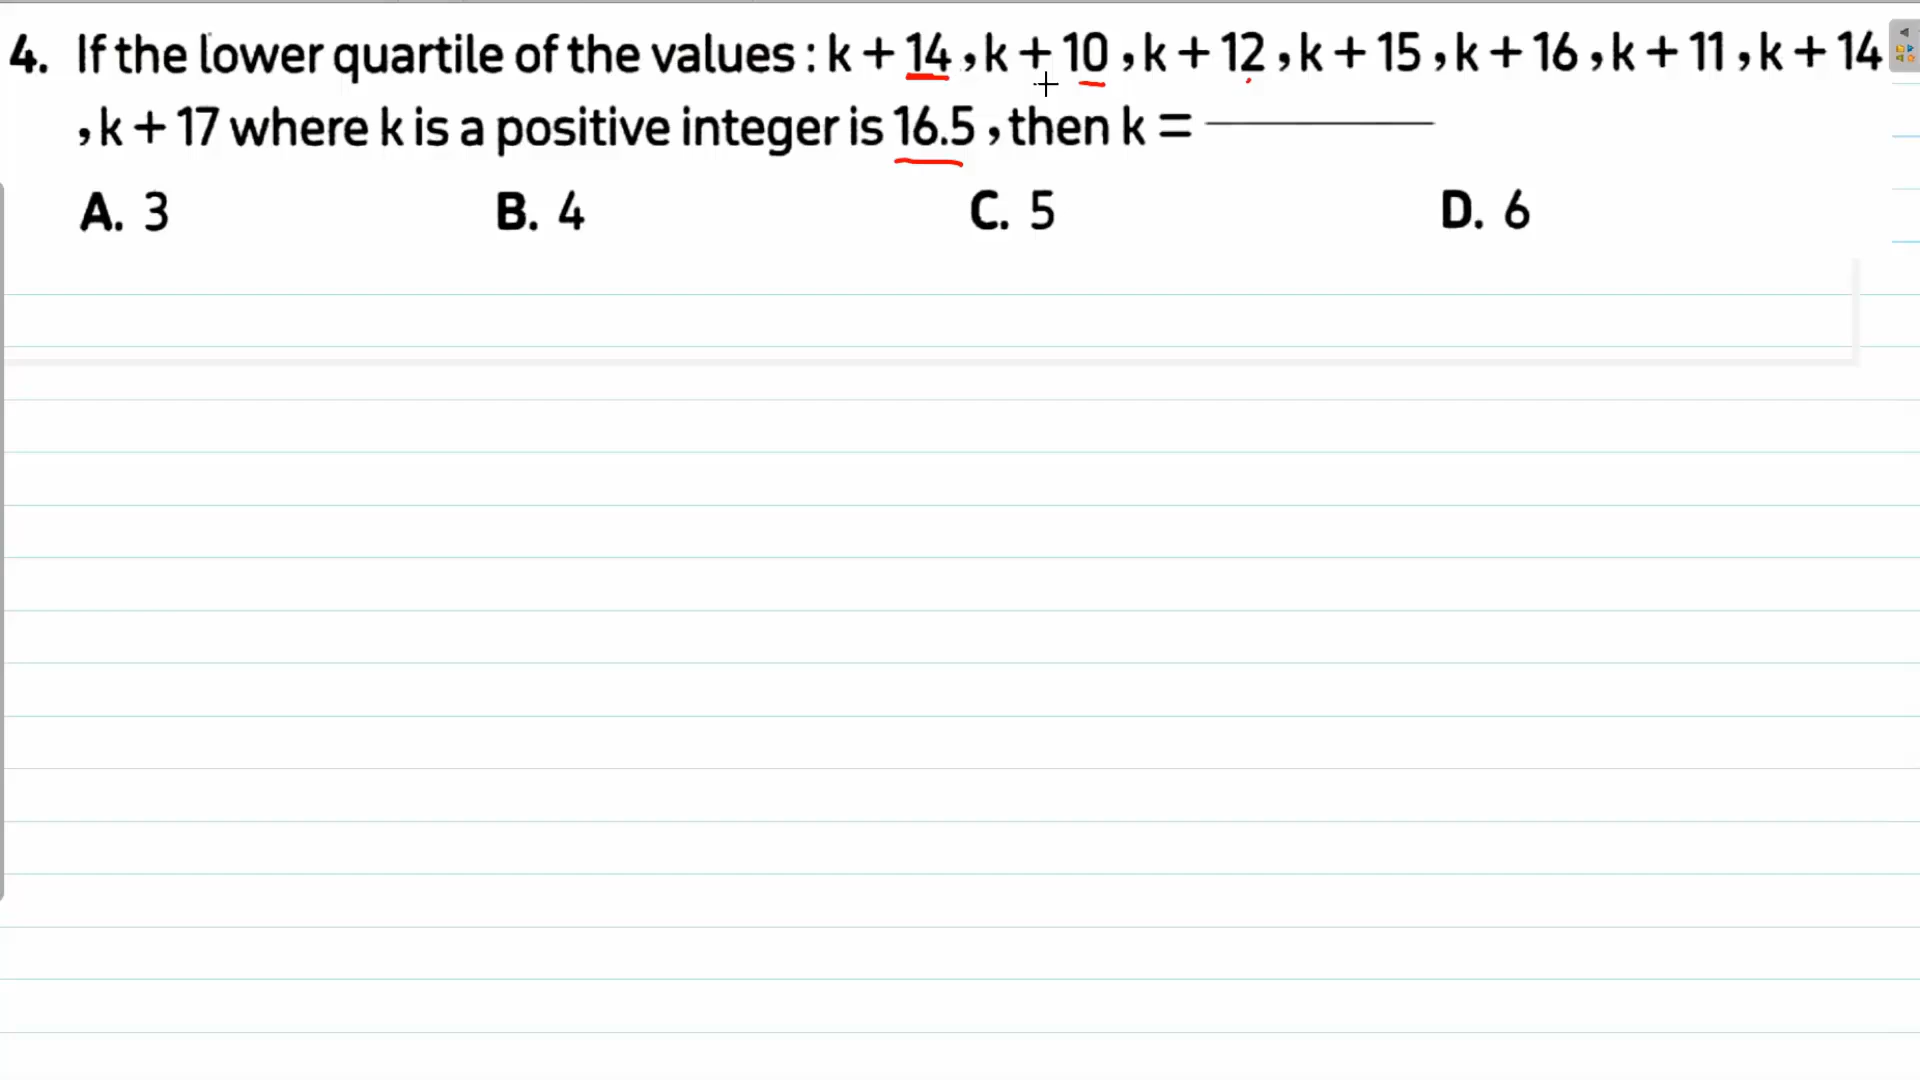 4. If the lower quartile of the values : k + 14 , k + 10 , k + 12 , k + 15 , k + 16 , k + 11 , k + 14
, k + 17 where k is a positive integer is 16.5 , then k = ________
A. 3 B. 4 C. 5 D. 6